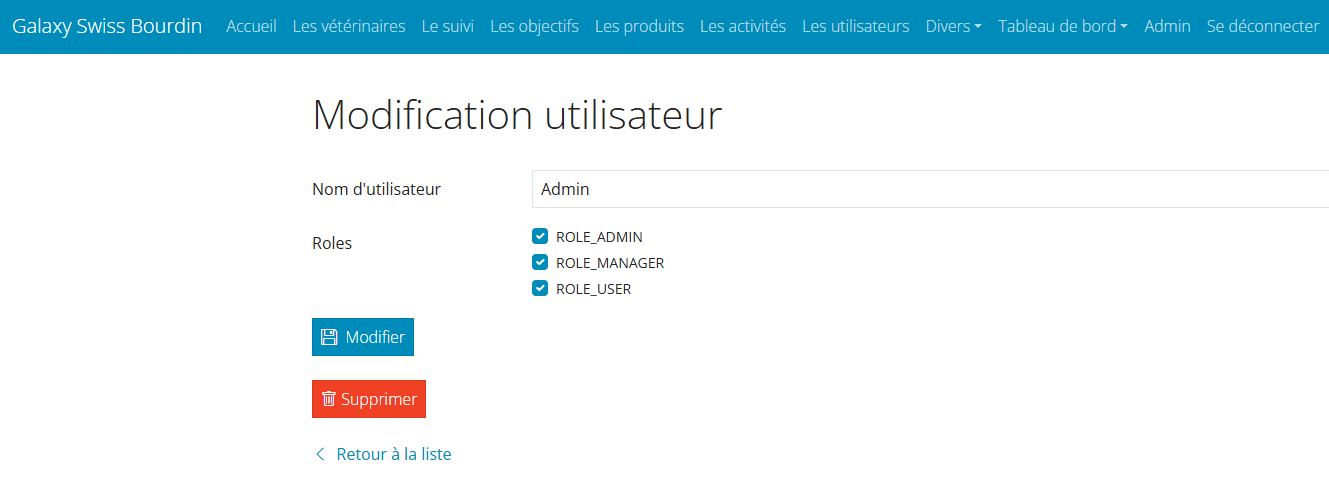 Galaxy Swiss Bourdin Accueil Les vétérinaires Le suivi Les objectifs Les produits Les activités Les utilisateurs Divers Tableau de bord Admin Se déconnecter
Modification utilisateur
Nom d'utilisateur Admin
Roles ROLE_ADMIN
ROLE_MANAGER
ROLE_USER
Modifier
Supprimer
Retour à la liste